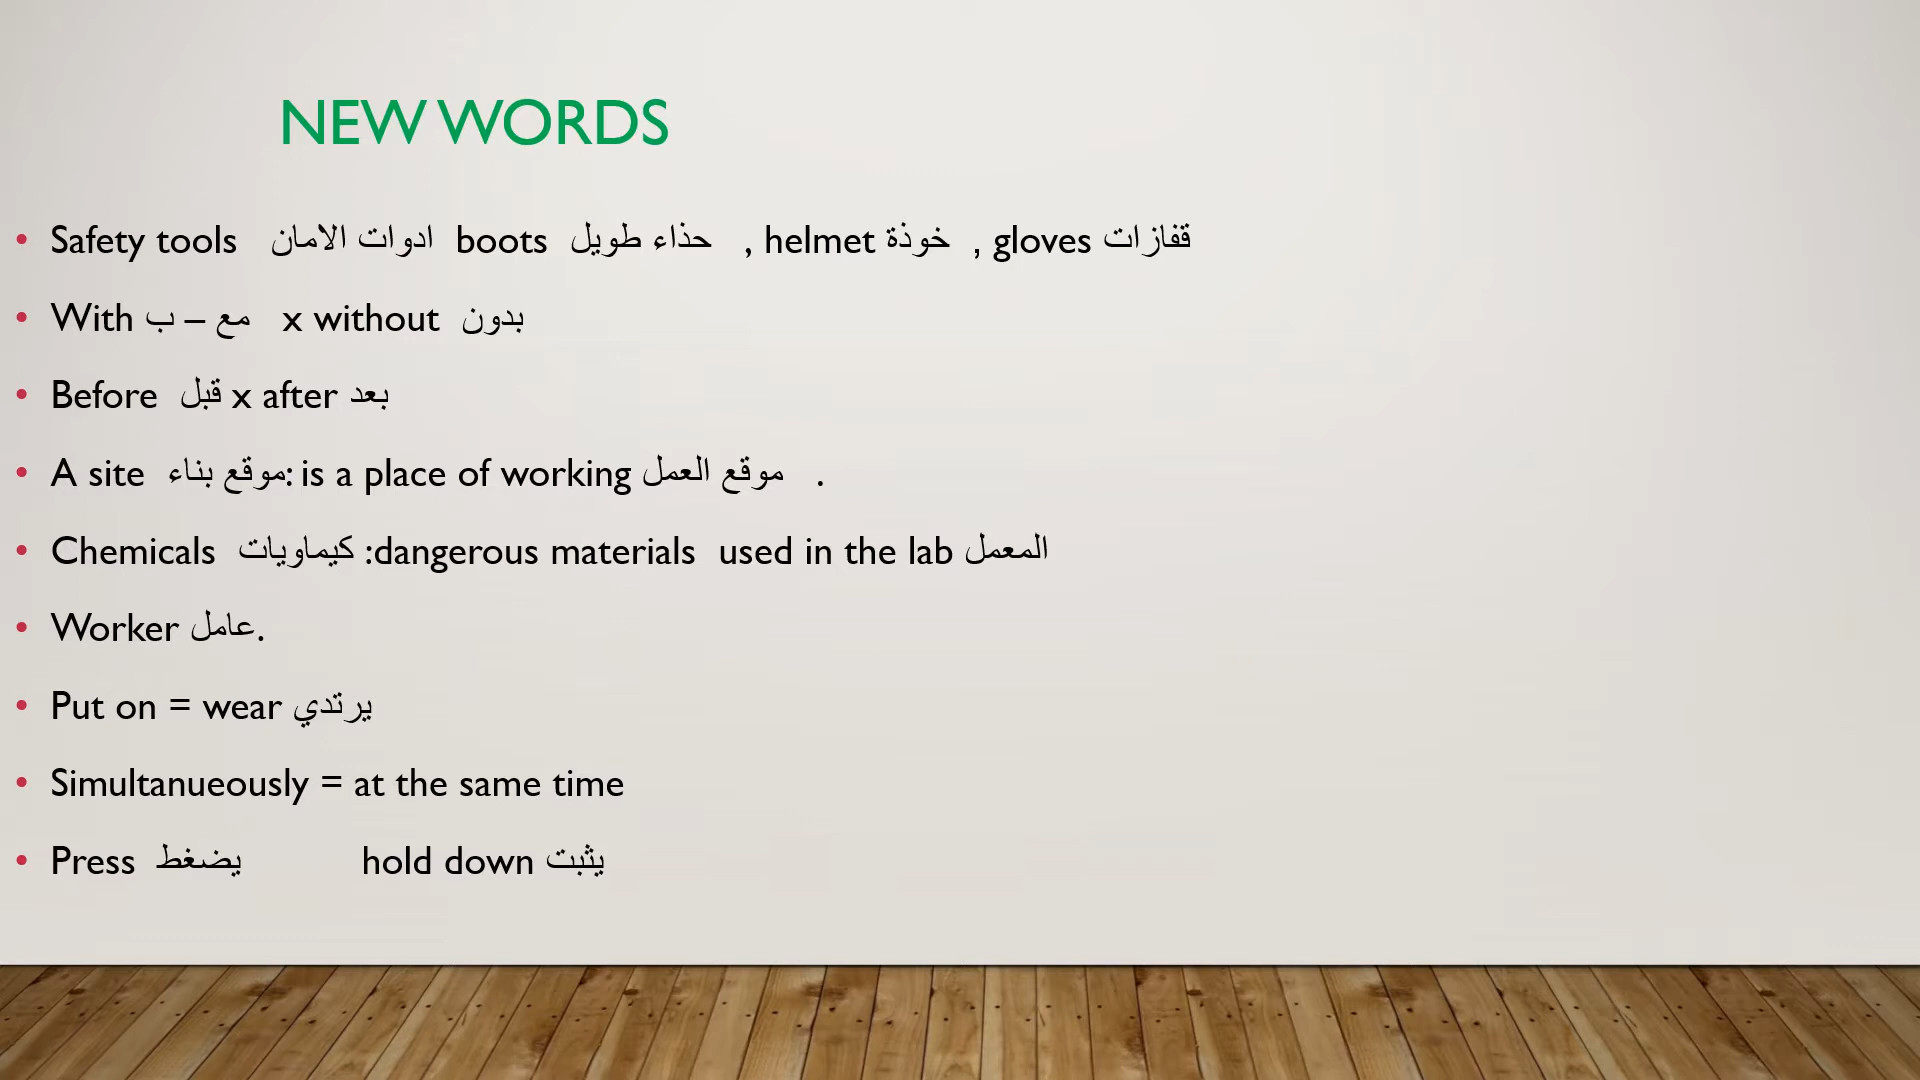 NEW WORDS
• Safety tools ادوات الامان boots حذاء طويل , helmet خوذة , gloves قفازات
• With مع – ب x without بدون
• Before قبل x after بعد
• A site موقع بناء: is a place of working موقع العمل .
• Chemicals كيماويات :dangerous materials used in the lab المعمل
• Worker عامل.
• Put on = wear يرتدي
• Simultanueously = at the same time
• Press يضغط hold down يثبت